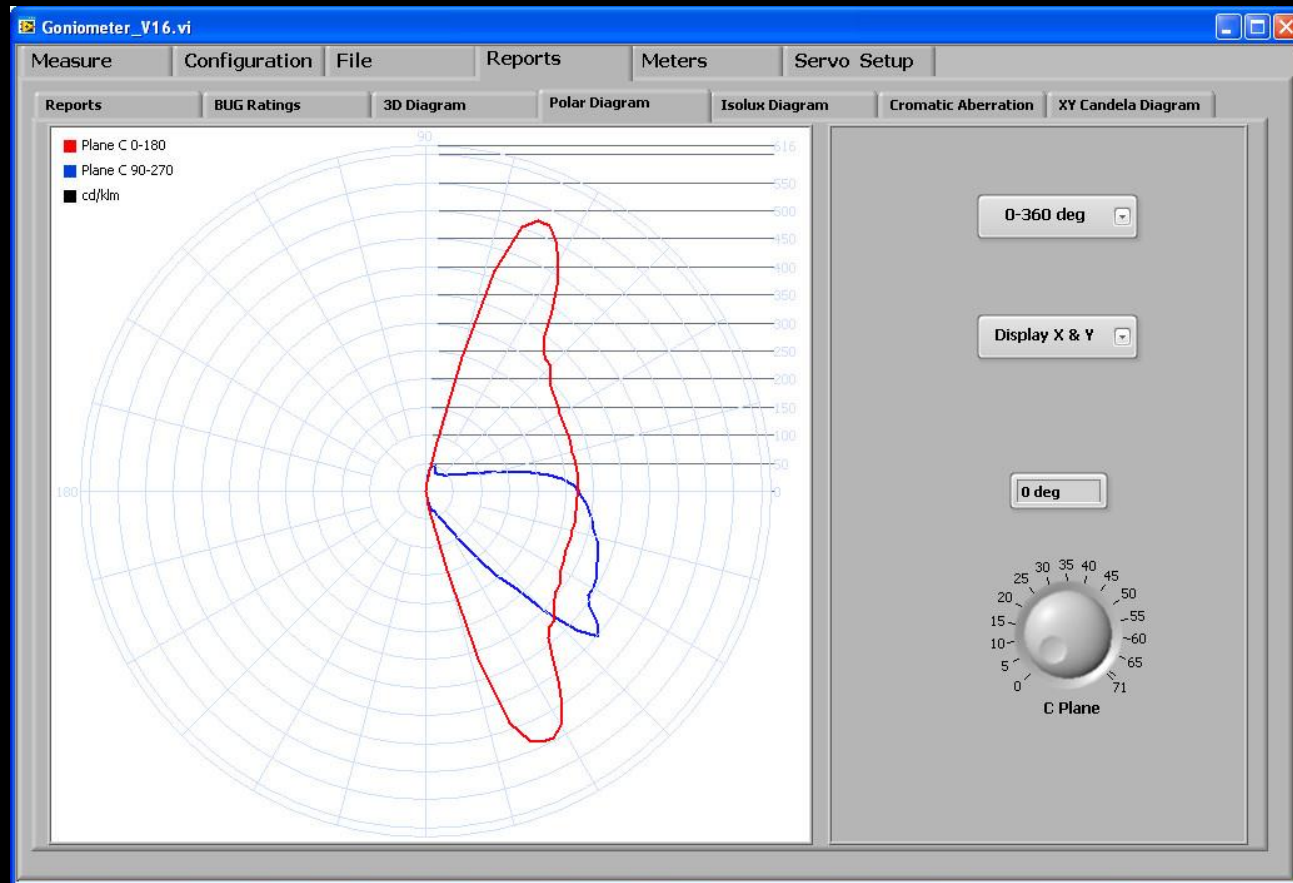 Goniometer_V16.vi
Measure Configuration File Reports Meters Servo Setup
Reports BUG Ratings 3D Diagram Polar Diagram Isolux Diagram Cromatic Aberration XY Candela Diagram
Plane C 0-180
Plane C 90-270
cd/klm
90
616
550
500
450
400
350
300
250
200
150
100
50
180 0
0-360 deg
Display X & Y
0 deg
0 5 10 15 20 25 30 35 40 45 50 55 60 65 71
C Plane